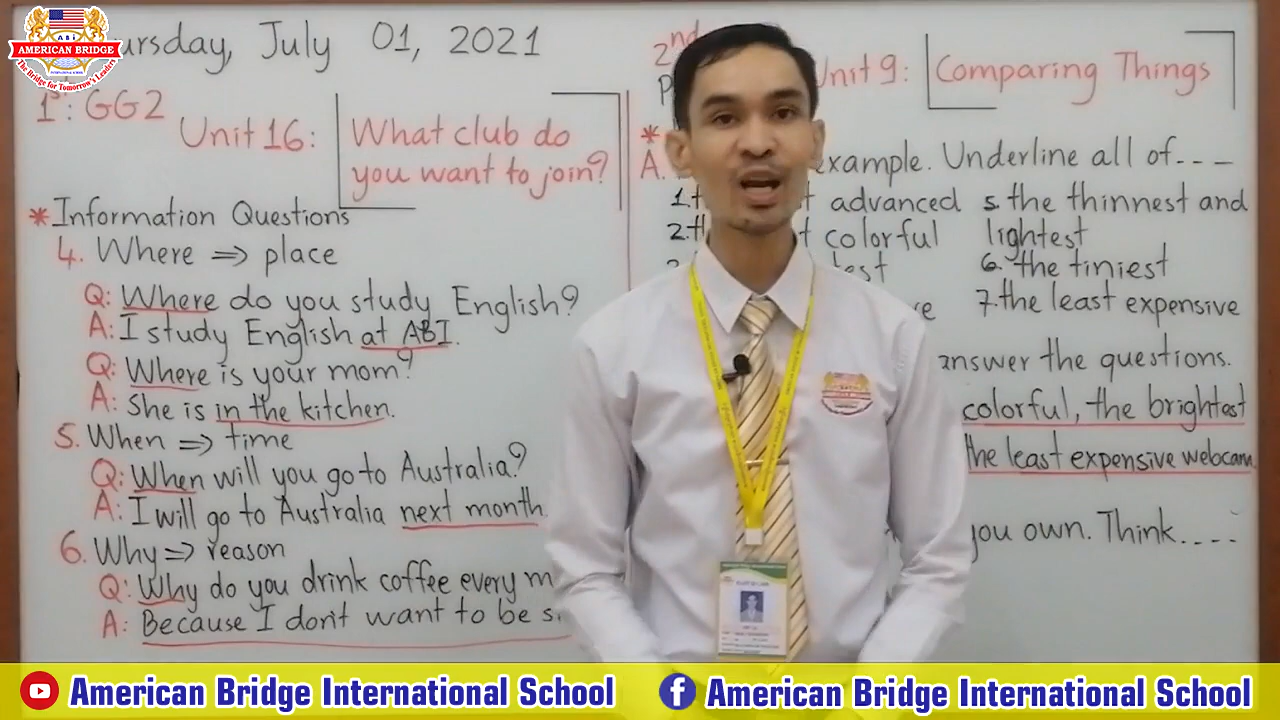 ABi
AMERICAN BRIDGE
INTERNATIONAL SCHOOL
The Bridge for Tomorrow's Leaders
July 01, 2021
1st: GG2
Unit 16:
What club do
you want to join?
* Information Questions
4. Where => place
Q: Where do you study English?
A: I study English at ABI.
Q: Where is your mom?
A: She is in the kitchen.
5. When => time
Q: When will you go to Australia?
A: I will go to Australia next month.
6. Why => reason
Q: Why do you drink coffee every
A: Because I don't want to be
2nd
Unit 9:
Comparing Things
*
A. example. Underline all of----
1. advanced
2. colorful
5. the thinnest and
lightest
6. the tiniest
7. the least expensive
answer the questions.
colorful, the brightest
the least expensive webcam.
you own. Think....
American Bridge International School
American Bridge International School